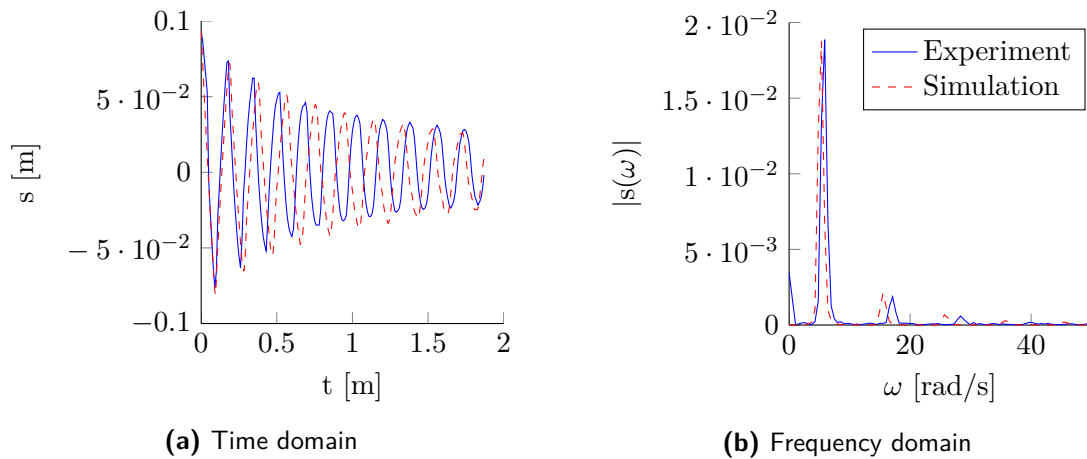 0.1
5 · 10−2
0
− 5 · 10−2
−0.1
s [m]
0 0.5 1 1.5 2
t [m]
(a) Time domain
2 · 10−2
1.5 · 10−2
1 · 10−2
5 · 10−3
0
|s(ω)|
0 20 40
ω [rad/s]
Experiment
Simulation
(b) Frequency domain